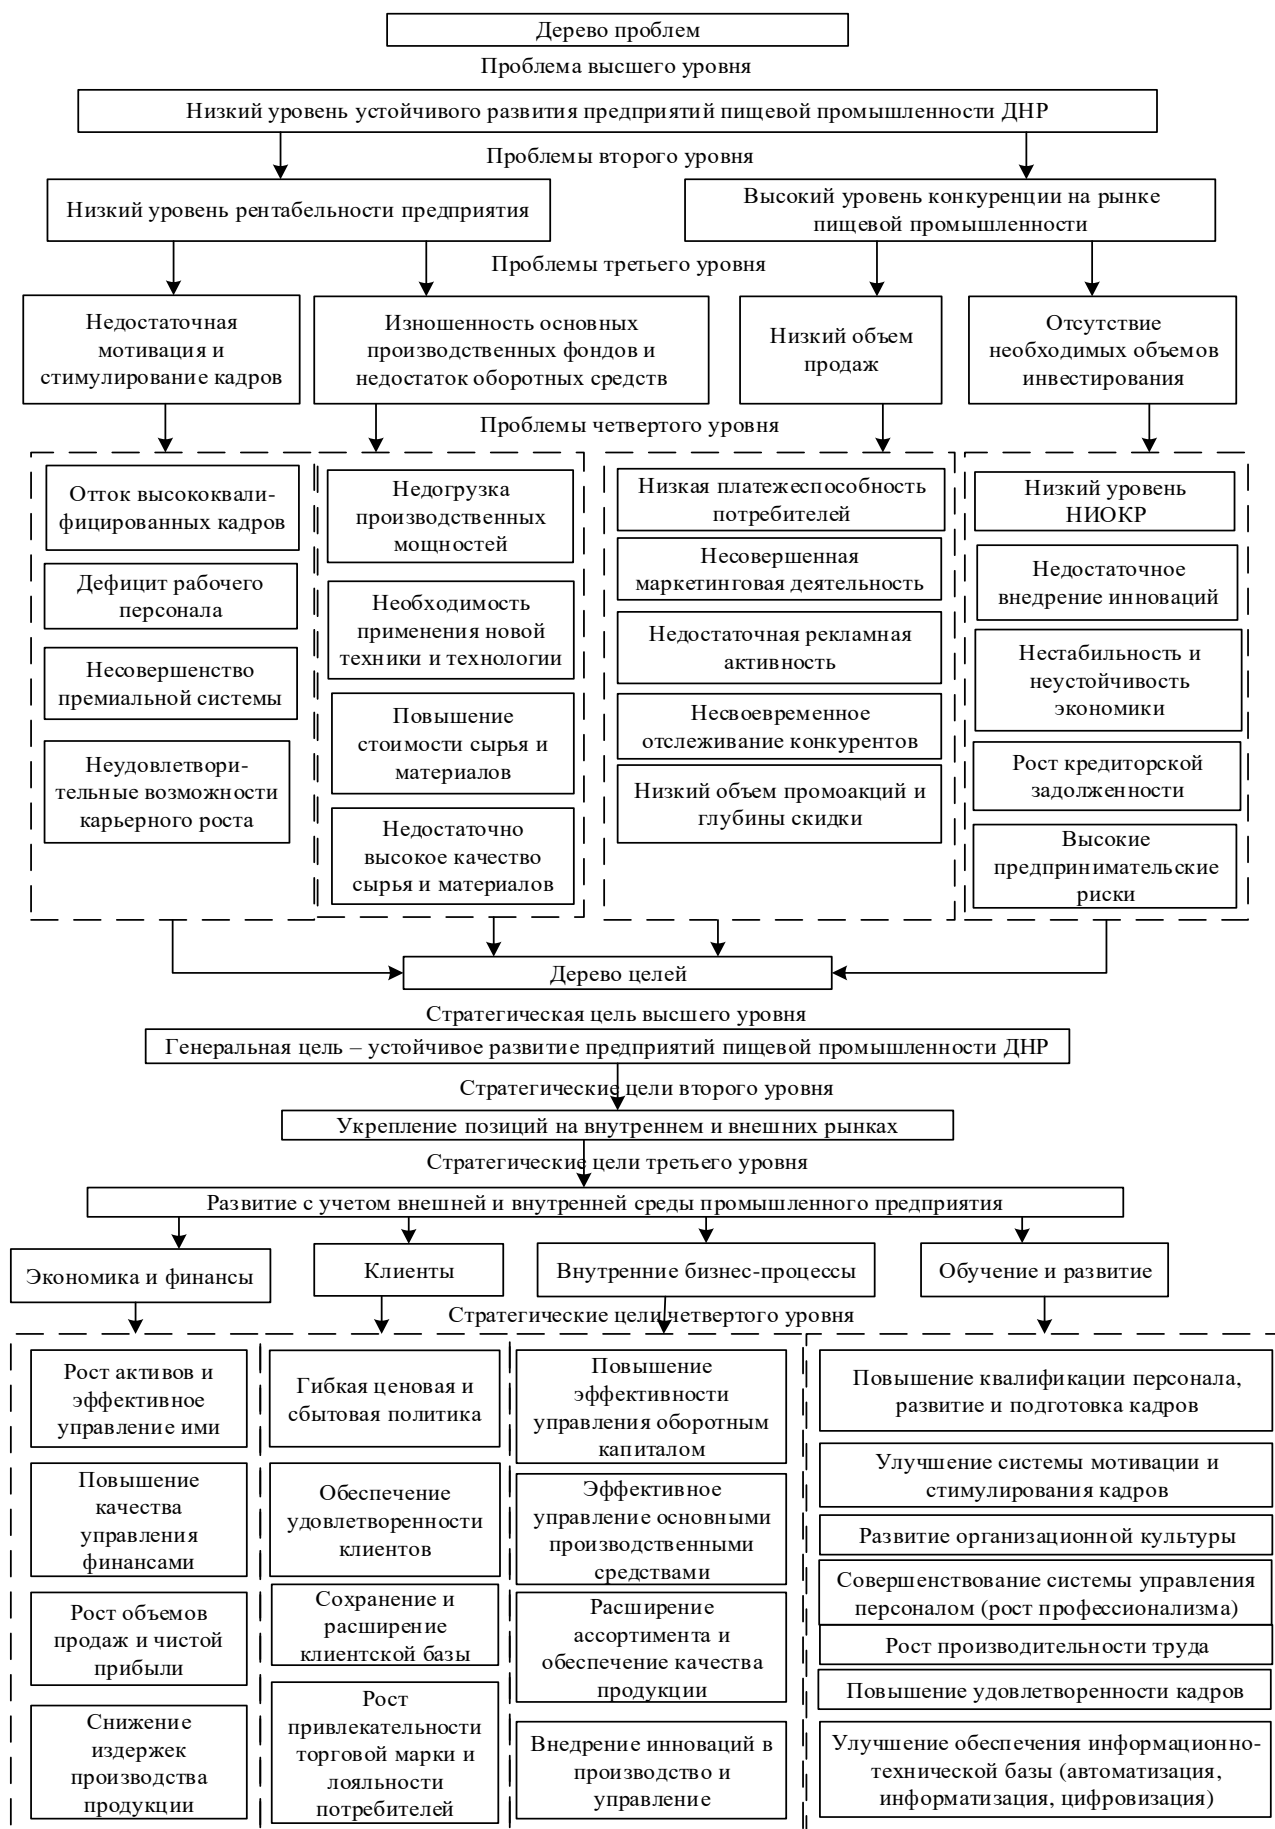 Дерево проблем
Проблема высшего уровня
Низкий уровень устойчивого развития предприятий пищевой промышленности ДНР
Проблемы второго уровня
Низкий уровень рентабельности предприятия
Высокий уровень конкуренции на рынке
пищевой промышленности
Проблемы третьего уровня
Недостаточная
мотивация и
стимулирование кадров
Изношенность основных
производственных фондов и
недостаток оборотных средств
Низкий объем
продаж
Отсутствие
необходимых объемов
инвестирования
Проблемы четвертого уровня
Отток высококвали-
фицированных кадров
Дефицит рабочего
персонала
Несовершенство
премиальной системы
Неудовлетвори-
тельные возможности
карьерного роста
Недогрузка
производственных
мощностей
Необходимость
применения новой
техники и технологии
Повышение
стоимости сырья и
материалов
Недостаточно
высокое качество
сырья и материалов
Низкая платежеспособность
потребителей
Несовершенная
маркетинговая деятельность
Недостаточная рекламная
активность
Несвоевременное
отслеживание конкурентов
Низкий объем промоакций и
глубины скидки
Низкий уровень
НИОКР
Недостаточное
внедрение инноваций
Нестабильность и
неустойчивость
экономики
Рост кредиторской
задолженности
Высокие
предпринимательские
риски
Дерево целей
Стратегическая цель высшего уровня
Генеральная цель – устойчивое развитие предприятий пищевой промышленности ДНР
Стратегические цели второго уровня
Укрепление позиций на внутреннем и внешних рынках
Стратегические цели третьего уровня
Развитие с учетом внешней и внутренней среды промышленного предприятия
Экономика и финансы
Клиенты
Внутренние бизнес-процессы
Обучение и развитие
Стратегические цели четвертого уровня
Рост активов и
эффективное
управление ими
Повышение
качества
управления
финансами
Рост объемов
продаж и чистой
прибыли
Снижение
издержек
производства
продукции
Гибкая ценовая и
сбытовая политика
Обеспечение
удовлетворенности
клиентов
Сохранение и
расширение
клиентской базы
Рост
привлекательности
торговой марки и
лояльности
потребителей
Повышение
эффективности
управления оборотным
капиталом
Эффективное
управление основными
производственными
средствами
Расширение
ассортимента и
обеспечение качества
продукции
Внедрение инноваций в
производство и
управление
Повышение квалификации персонала,
развитие и подготовка кадров
Улучшение системы мотивации и
стимулирования кадров
Развитие организационной культуры
Совершенствование системы управления
персоналом (рост профессионализма)
Рост производительности труда
Повышение удовлетворенности кадров
Улучшение обеспечения информационно-
технической базы (автоматизация,
информатизация, цифровизация)